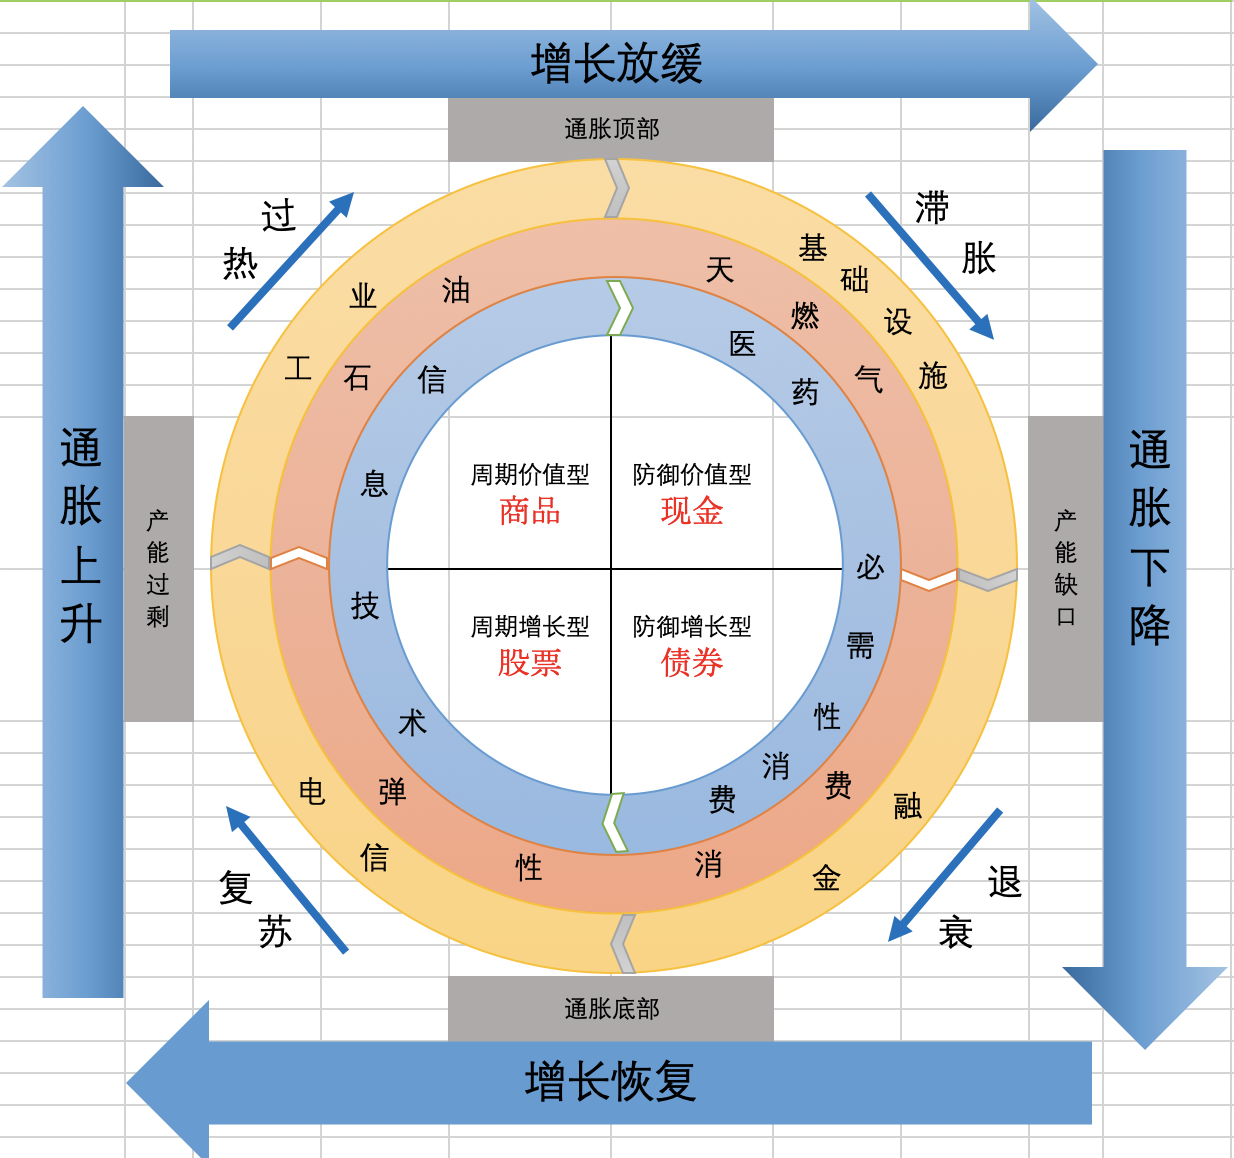 增长放缓
通胀顶部
过热
滞胀
通胀上升
通胀下降
产能过剩
产能缺口
工业
基础设施
石油
天燃气
信息技术
医药
周期价值型
商品
防御价值型
现金
周期增长型
股票
防御增长型
债券
必需性消费
弹性消费
电信
金融
复苏
退衰
通胀底部
增长恢复